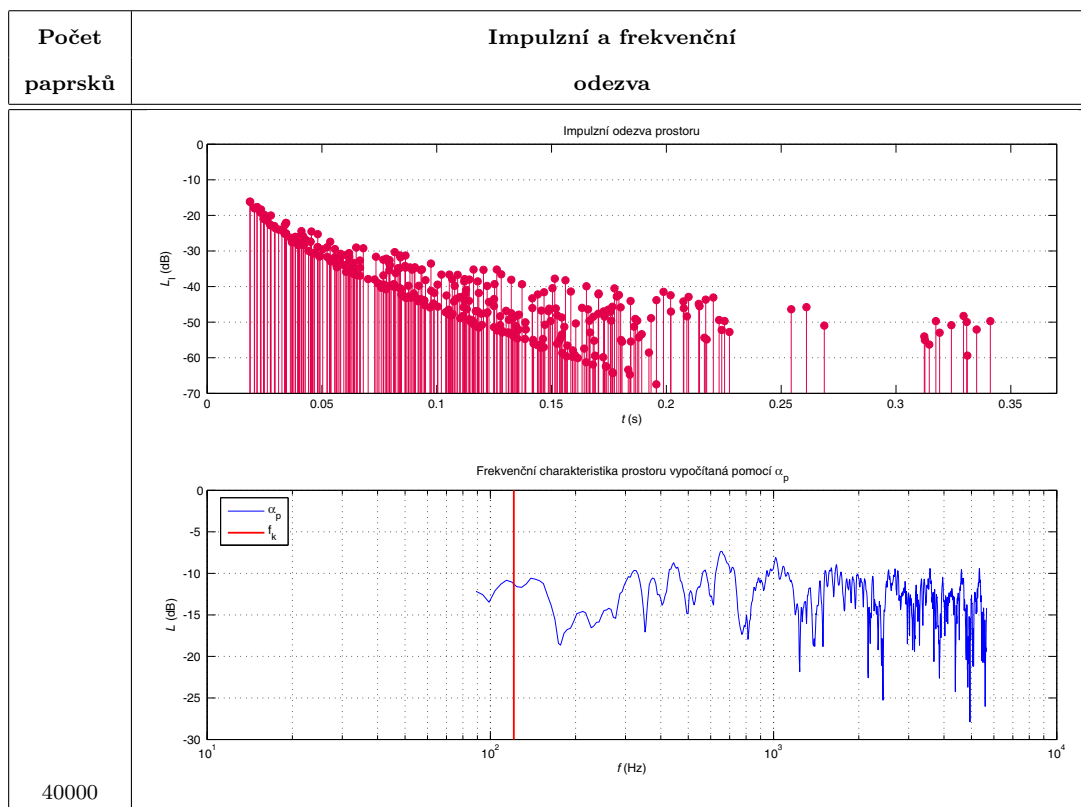 Počet
paprsků
Impulzní a frekvenční
odezva
Impulzní odezva prostoru
0
-10
-20
-30
-40
-50
-60
-70
L_I (dB)
0 0.05 0.1 0.15 0.2 0.25 0.3 0.35
t (s)
Frekvenční charakteristika prostoru vypočítaná pomocí α_p
α_p
f_k
0
-5
-10
-15
-20
-25
-30
L (dB)
10^1 10^2 10^3 10^4
f (Hz)
40000